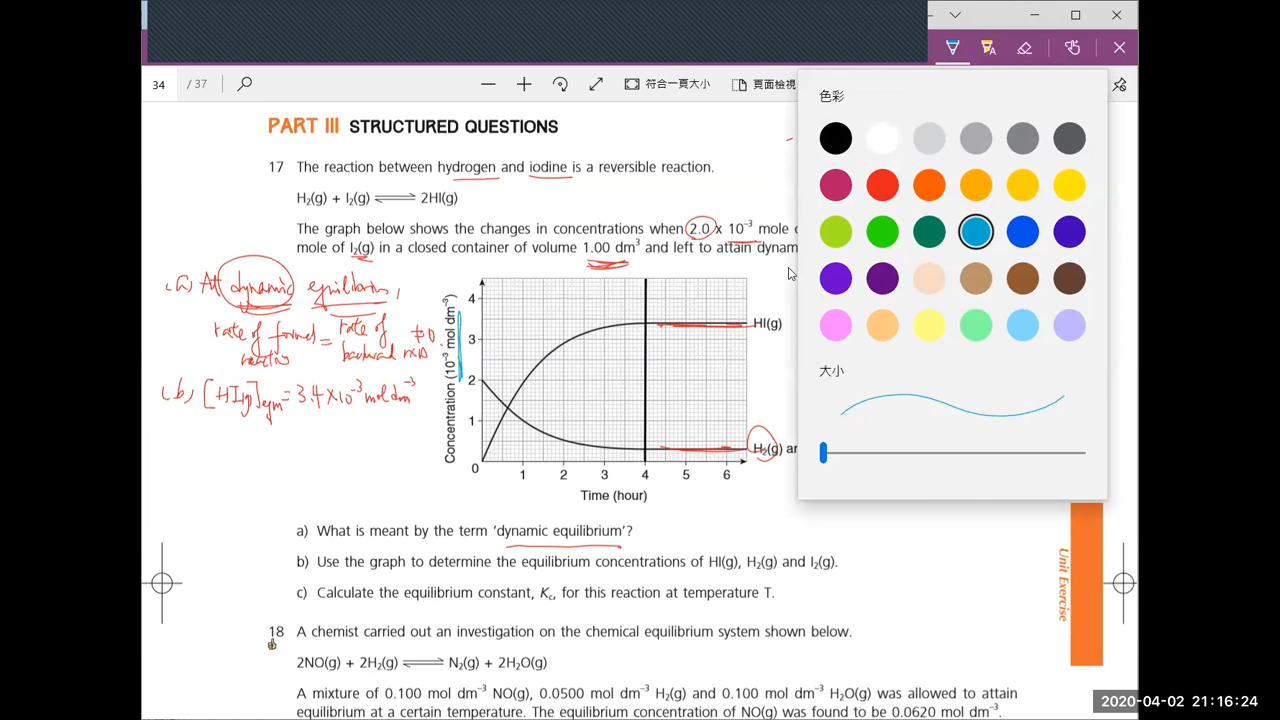 34 / 37
符合一頁大小
頁面檢視
色彩
大小
PART III STRUCTURED QUESTIONS
17 The reaction between hydrogen and iodine is a reversible reaction.
H₂(g) + I₂(g) ⇌ 2HI(g)
The graph below shows the changes in concentrations when 2.0 x 10⁻³ mole
mole of I₂(g) in a closed container of volume 1.00 dm³ and left to attain dynam
(a) At dynamic equilibrium,
rate of forward = rate of ≠0
reaction backward rxn
(b) [HI(g)]eqm = 3.4 × 10⁻³ mol dm⁻³
Concentration (10⁻³ mol dm⁻³)
4
3
2
1
0
1 2 3 4 5 6
Time (hour)
HI(g)
H₂(g) an
a) What is meant by the term ‘dynamic equilibrium’?
b) Use the graph to determine the equilibrium concentrations of HI(g), H₂(g) and I₂(g).
c) Calculate the equilibrium constant, Kc, for this reaction at temperature T.
18 A chemist carried out an investigation on the chemical equilibrium system shown below.
2NO(g) + 2H₂(g) ⇌ N₂(g) + 2H₂O(g)
A mixture of 0.100 mol dm⁻³ NO(g), 0.0500 mol dm⁻³ H₂(g) and 0.100 mol dm⁻³ H₂O(g) was allowed to attain
equilibrium at a certain temperature. The equilibrium concentration of NO(g) was found to be 0.0620 mol dm⁻³.
Unit Exercise
2020-04-02 21:16:24